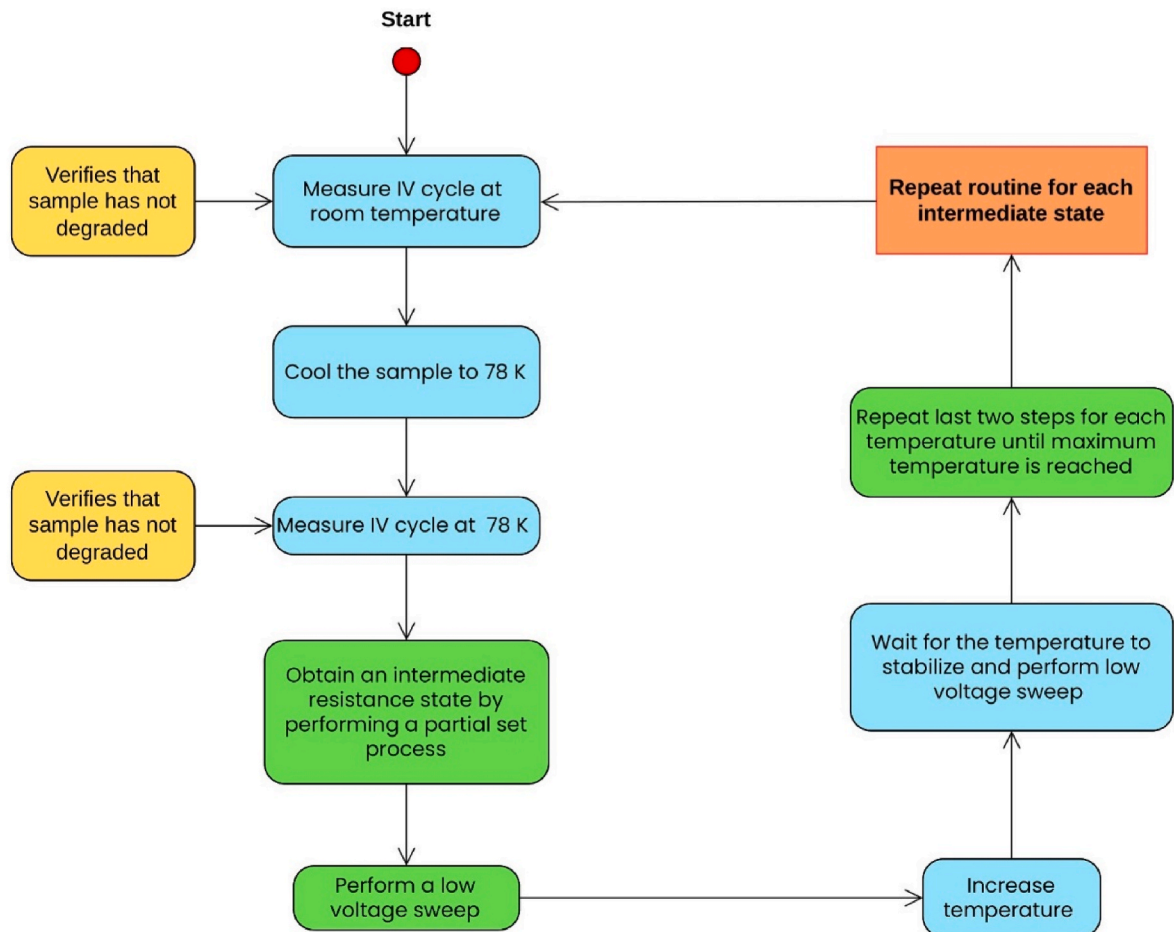 Start
Verifies that
sample has not
degraded
Measure IV cycle at
room temperature
Repeat routine for each
intermediate state
Cool the sample to 78 K
Repeat last two steps for each
temperature until maximum
temperature is reached
Verifies that
sample has not
degraded
Measure IV cycle at  78 K
Wait for the temperature to
stabilize and perform low
voltage sweep
Obtain an intermediate
resistance state by
performing a partial set
process
Perform a low
voltage sweep
Increase
temperature